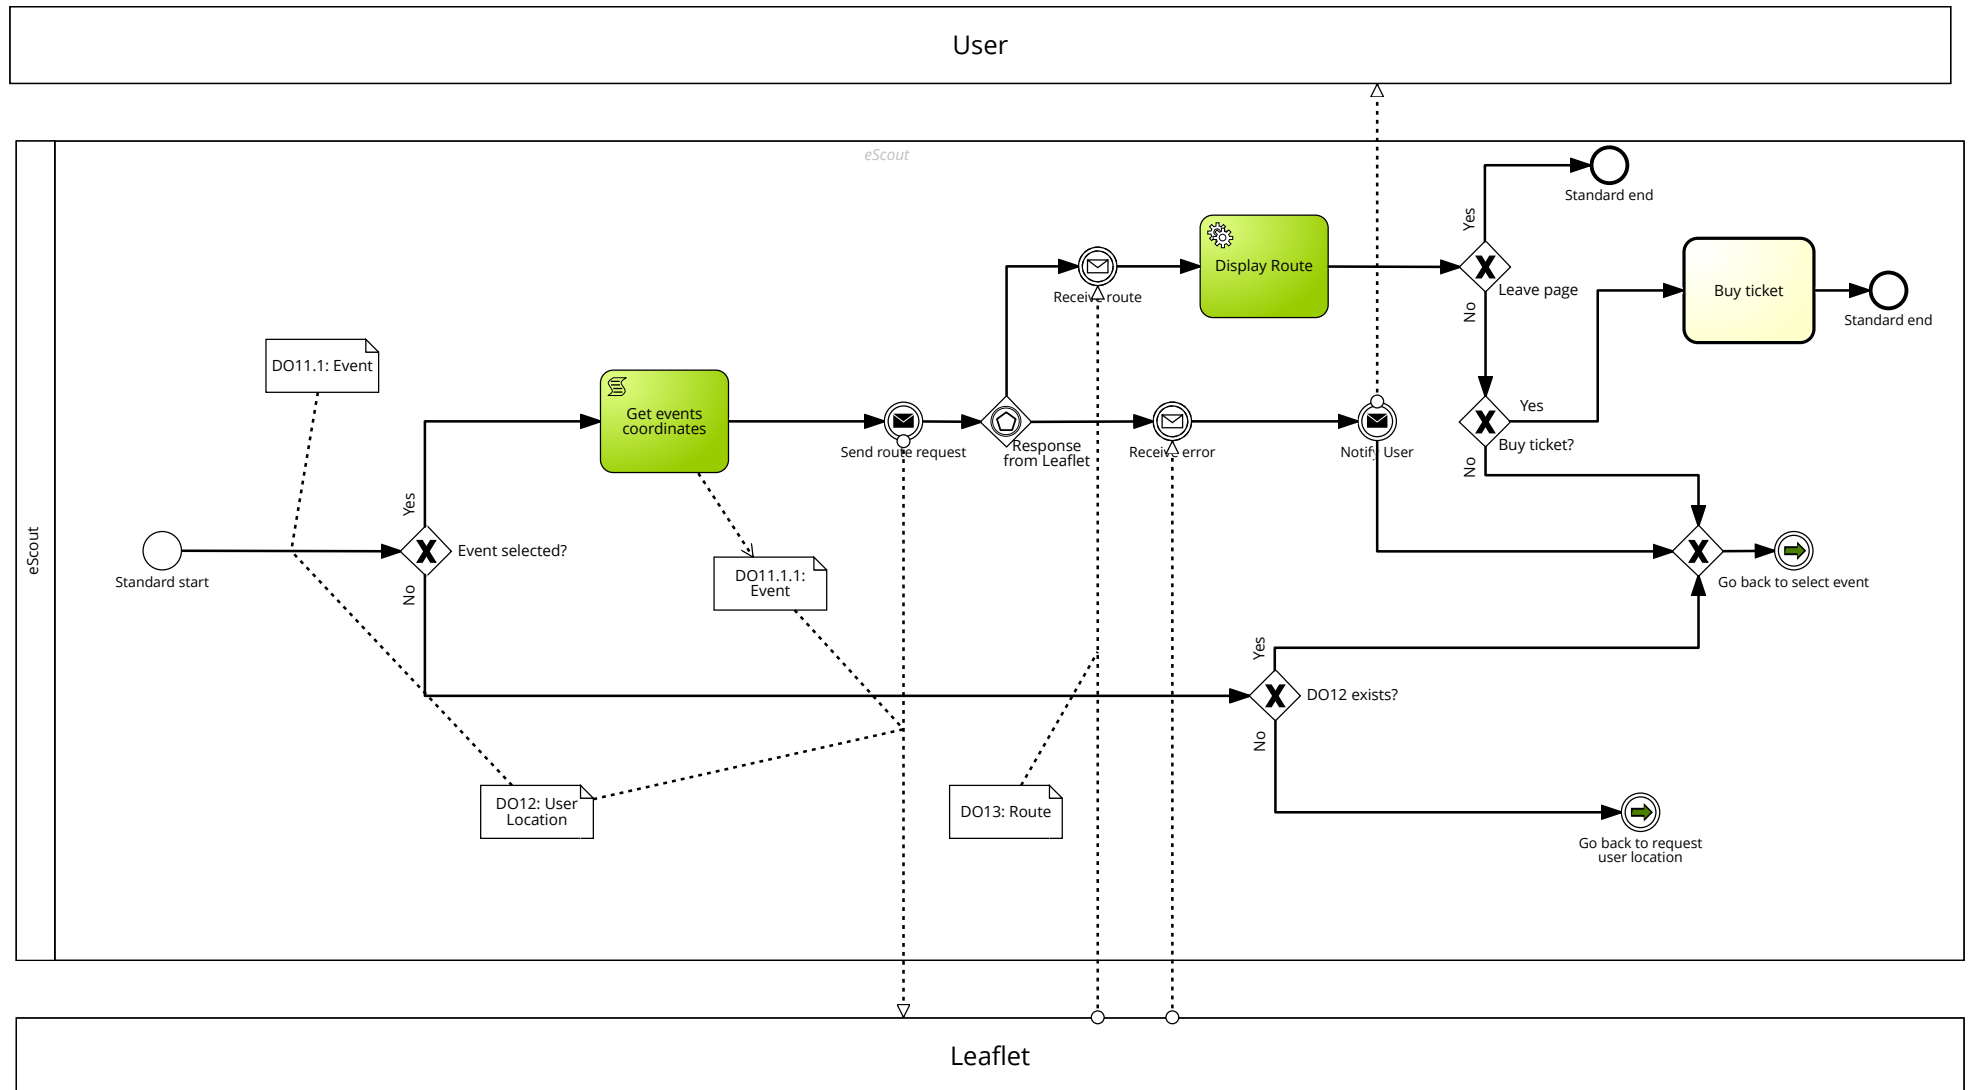 User
eScout
eScout
Standard end
Yes
Display Route
Leave page
Receive route
No
Buy ticket
Standard end
DO11.1: Event
Get events
coordinates
Send route request
Response
from Leaflet
Receive error
Notify User
Yes
Buy ticket?
No
Yes
Event selected?
No
Standard start
DO11.1.1:
Event
Go back to select event
Yes
DO12 exists?
No
DO12: User
Location
DO13: Route
Go back to request
user location
Leaflet